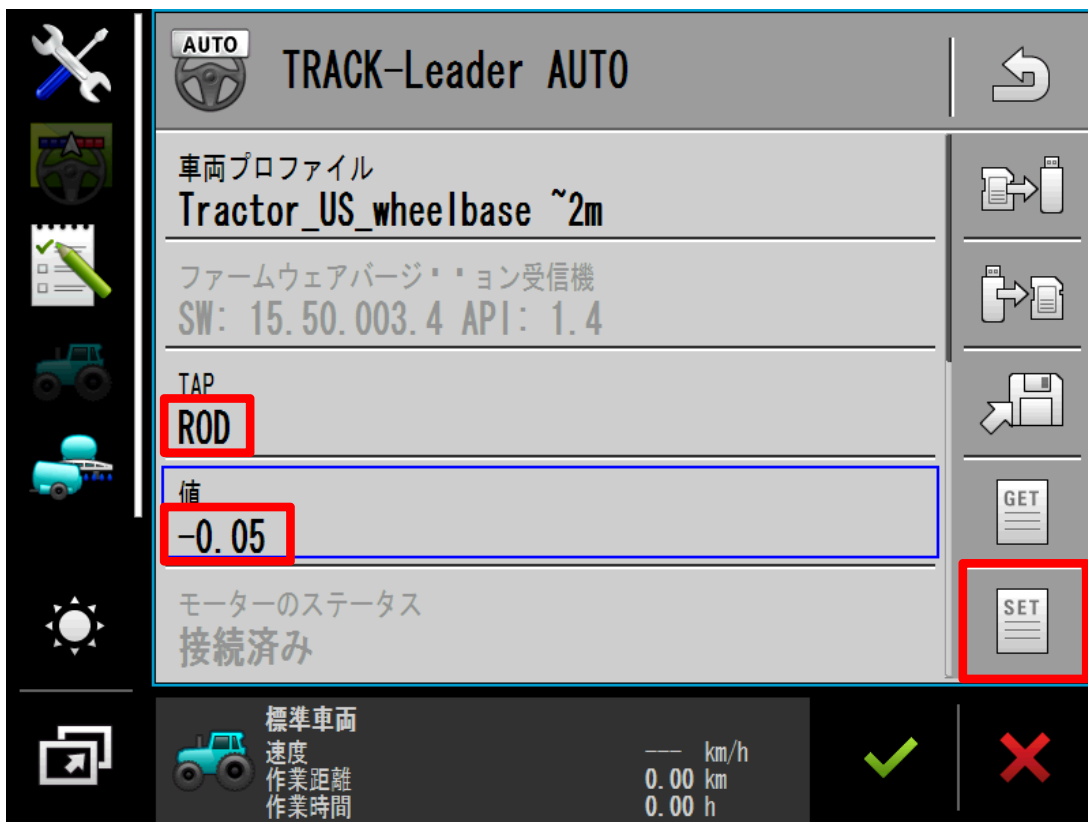 AUTO
TRACK-Leader AUTO
車両プロファイル
Tractor_US_wheelbase ~2m
ファームウェアバージ・・ョン受信機
SW: 15.50.003.4 API: 1.4
TAP
ROD
値
-0.05
GET
モーターのステータス
接続済み
SET
標準車両
速度 --- km/h
作業距離 0.00 km
作業時間 0.00 h